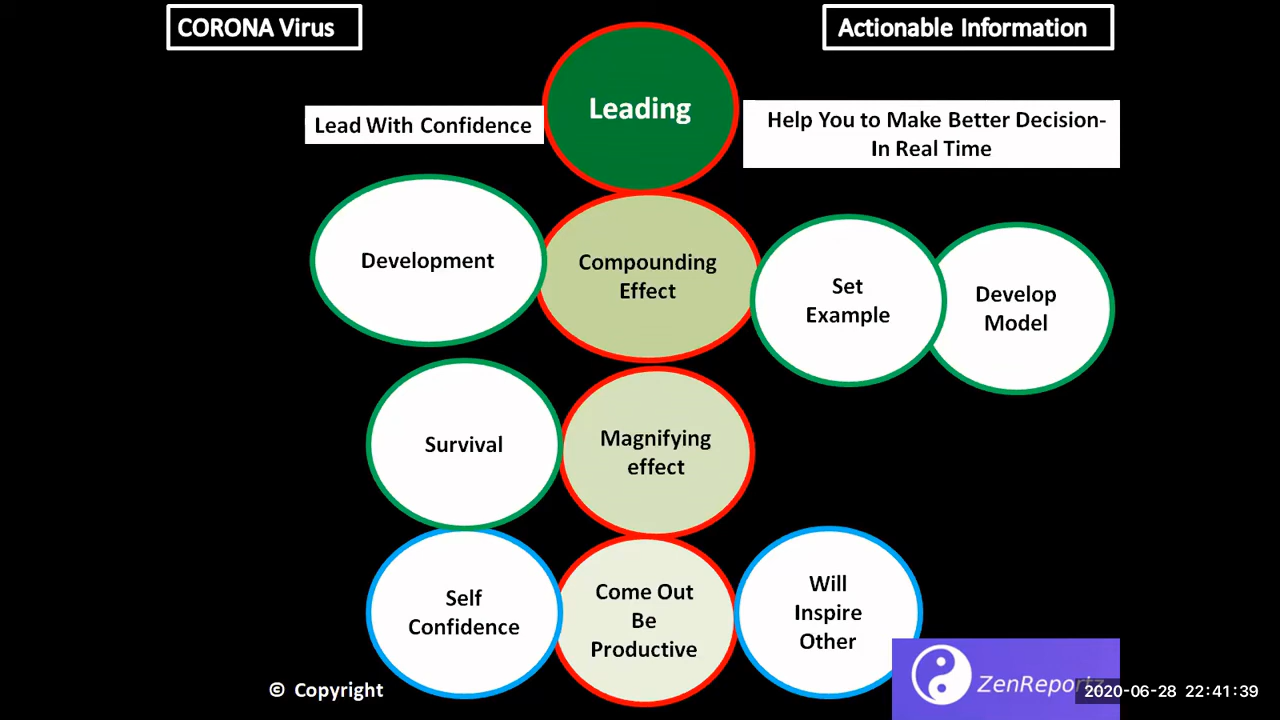 CORONA Virus
Actionable Information
Leading
Lead With Confidence
Help You to Make Better Decision-
In Real Time
Development
Compounding
Effect
Set
Example
Develop
Model
Survival
Magnifying
effect
Self
Confidence
Come Out
Be
Productive
Will
Inspire
Other
© Copyright
ZenReportz
2020-06-28 22:41:39